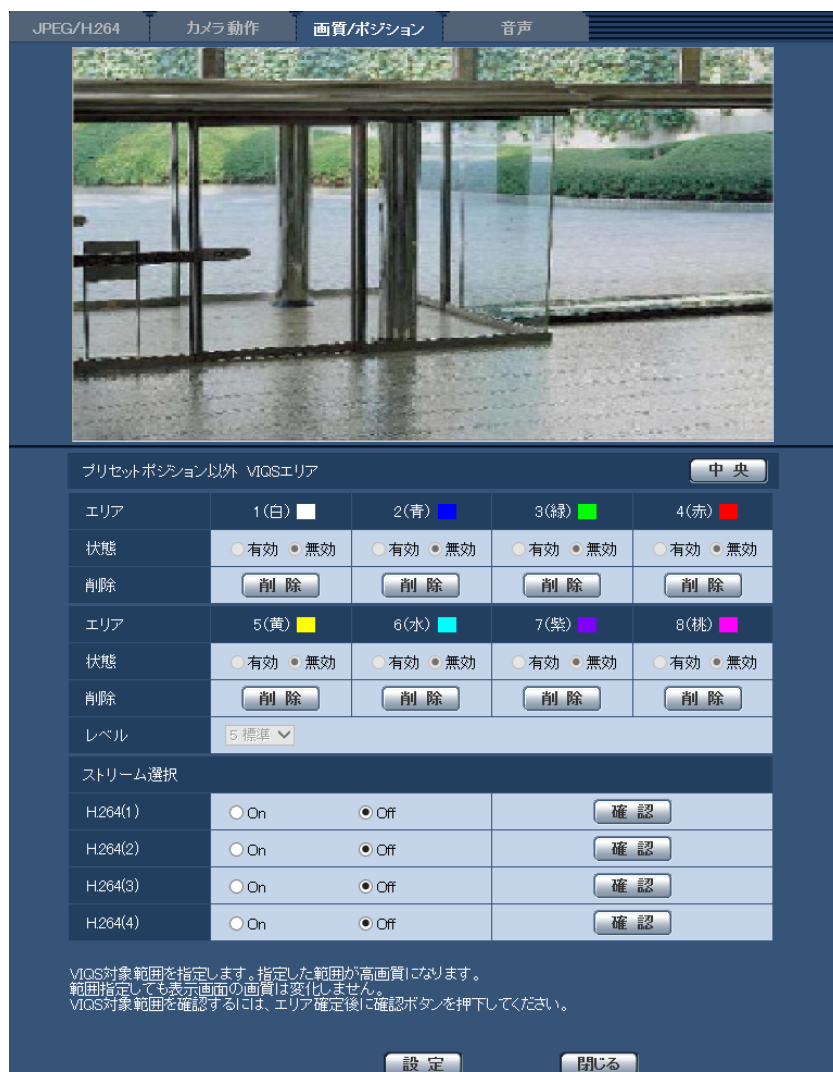 JPEG/H.264 カメラ動作 画質/ポジション 音声
プリセットポジション以外 VIQSエリア 中 央
エリア 1(白) 2(青) 3(緑) 4(赤)
状態 有効 無効 有効 無効 有効 無効 有効 無効
削除 削 除 削 除 削 除 削 除
エリア 5(黄) 6(水) 7(紫) 8(桃)
状態 有効 無効 有効 無効 有効 無効 有効 無効
削除 削 除 削 除 削 除 削 除
レベル 5 標準
ストリーム選択
H.264(1) On Off 確 認
H.264(2) On Off 確 認
H.264(3) On Off 確 認
H.264(4) On Off 確 認
VIQS対象範囲を指定します。指定した範囲が高画質になります。
範囲指定しても表示画面の画質は変化しません。
VIQS対象範囲を確認するには、エリア確定後に確認ボタンを押下してください。
設 定 閉じる